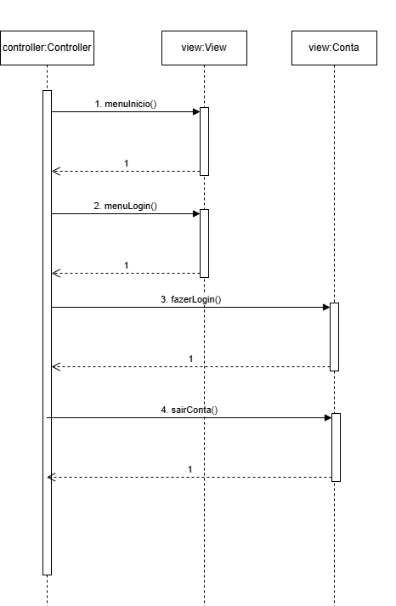 controller:Controller
view:View
view:Conta
1. menuInicio()
1
2. menuLogin()
1
3. fazerLogin()
1
4. sairConta()
1